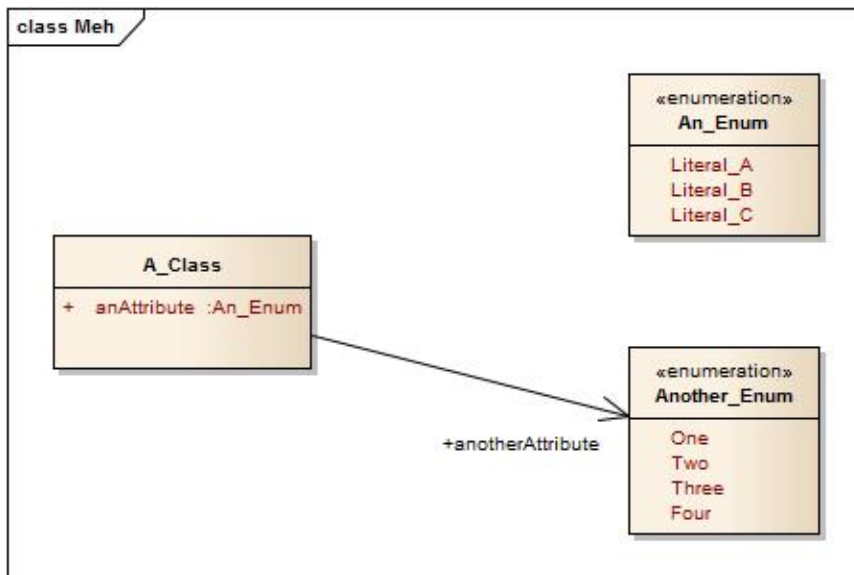 class Meh
«enumeration»
An_Enum
Literal_A
Literal_B
Literal_C
A_Class
+ anAttribute :An_Enum
+anotherAttribute
«enumeration»
Another_Enum
One
Two
Three
Four